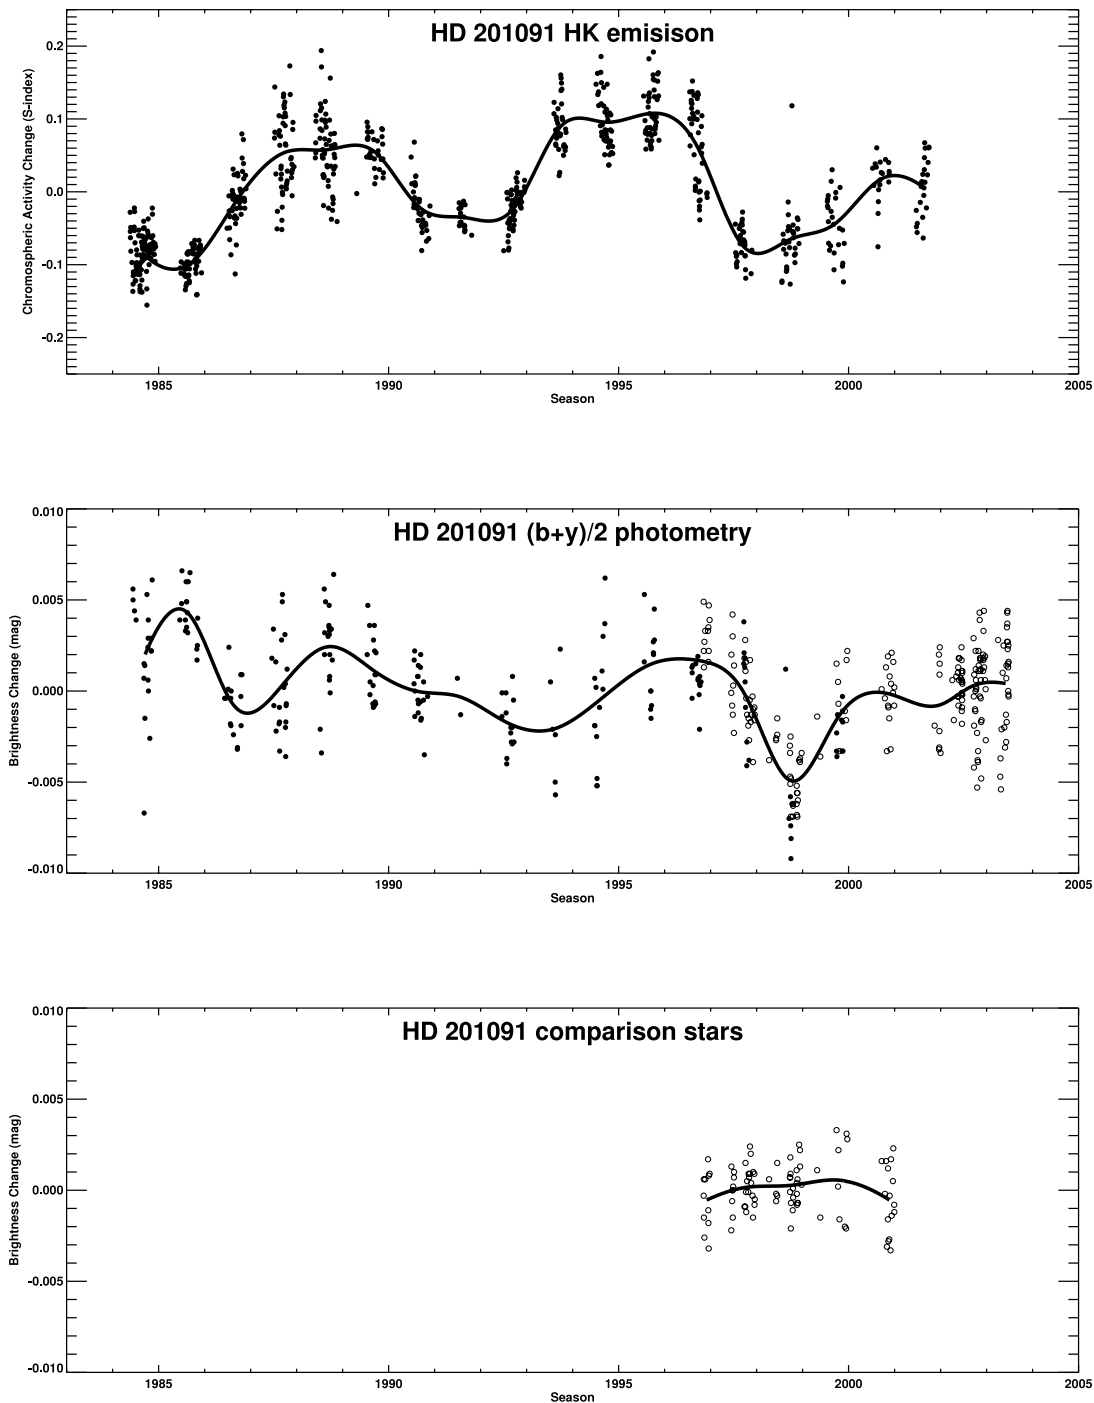 HD 201091 HK emisison
Chromospheric Activity Change (S-index)
0.2
0.1
0.0
-0.1
-0.2
1985 1990 1995 2000 2005
Season
HD 201091 (b+y)/2 photometry
Brightness Change (mag)
0.010
0.005
0.000
-0.005
-0.010
1985 1990 1995 2000 2005
Season
HD 201091 comparison stars
Brightness Change (mag)
0.010
0.005
0.000
-0.005
-0.010
1985 1990 1995 2000 2005
Season